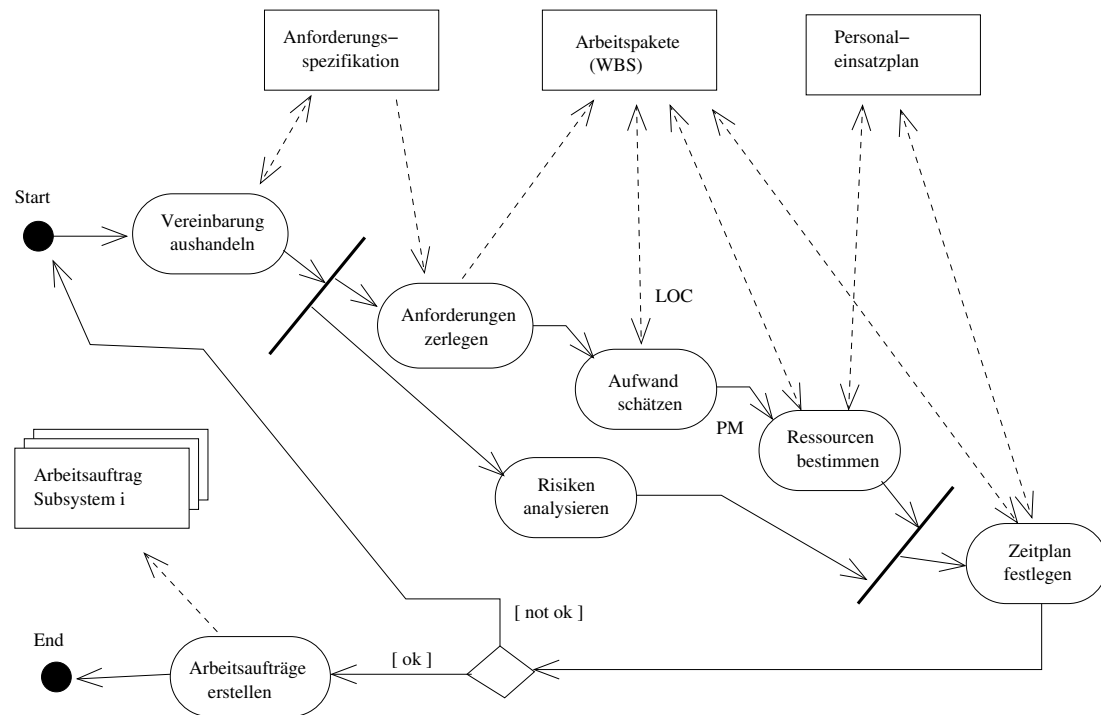 Anforderungs−
spezifikation
Arbeitspakete
(WBS)
Personal−
einsatzplan
Start
Vereinbarung
aushandeln
Anforderungen
zerlegen
LOC
Aufwand
schätzen
PM
Ressourcen
bestimmen
Arbeitsauftrag
Subsystem i
Risiken
analysieren
Zeitplan
festlegen
[ not ok ]
End
[ ok ]
Arbeitsaufträge
erstellen